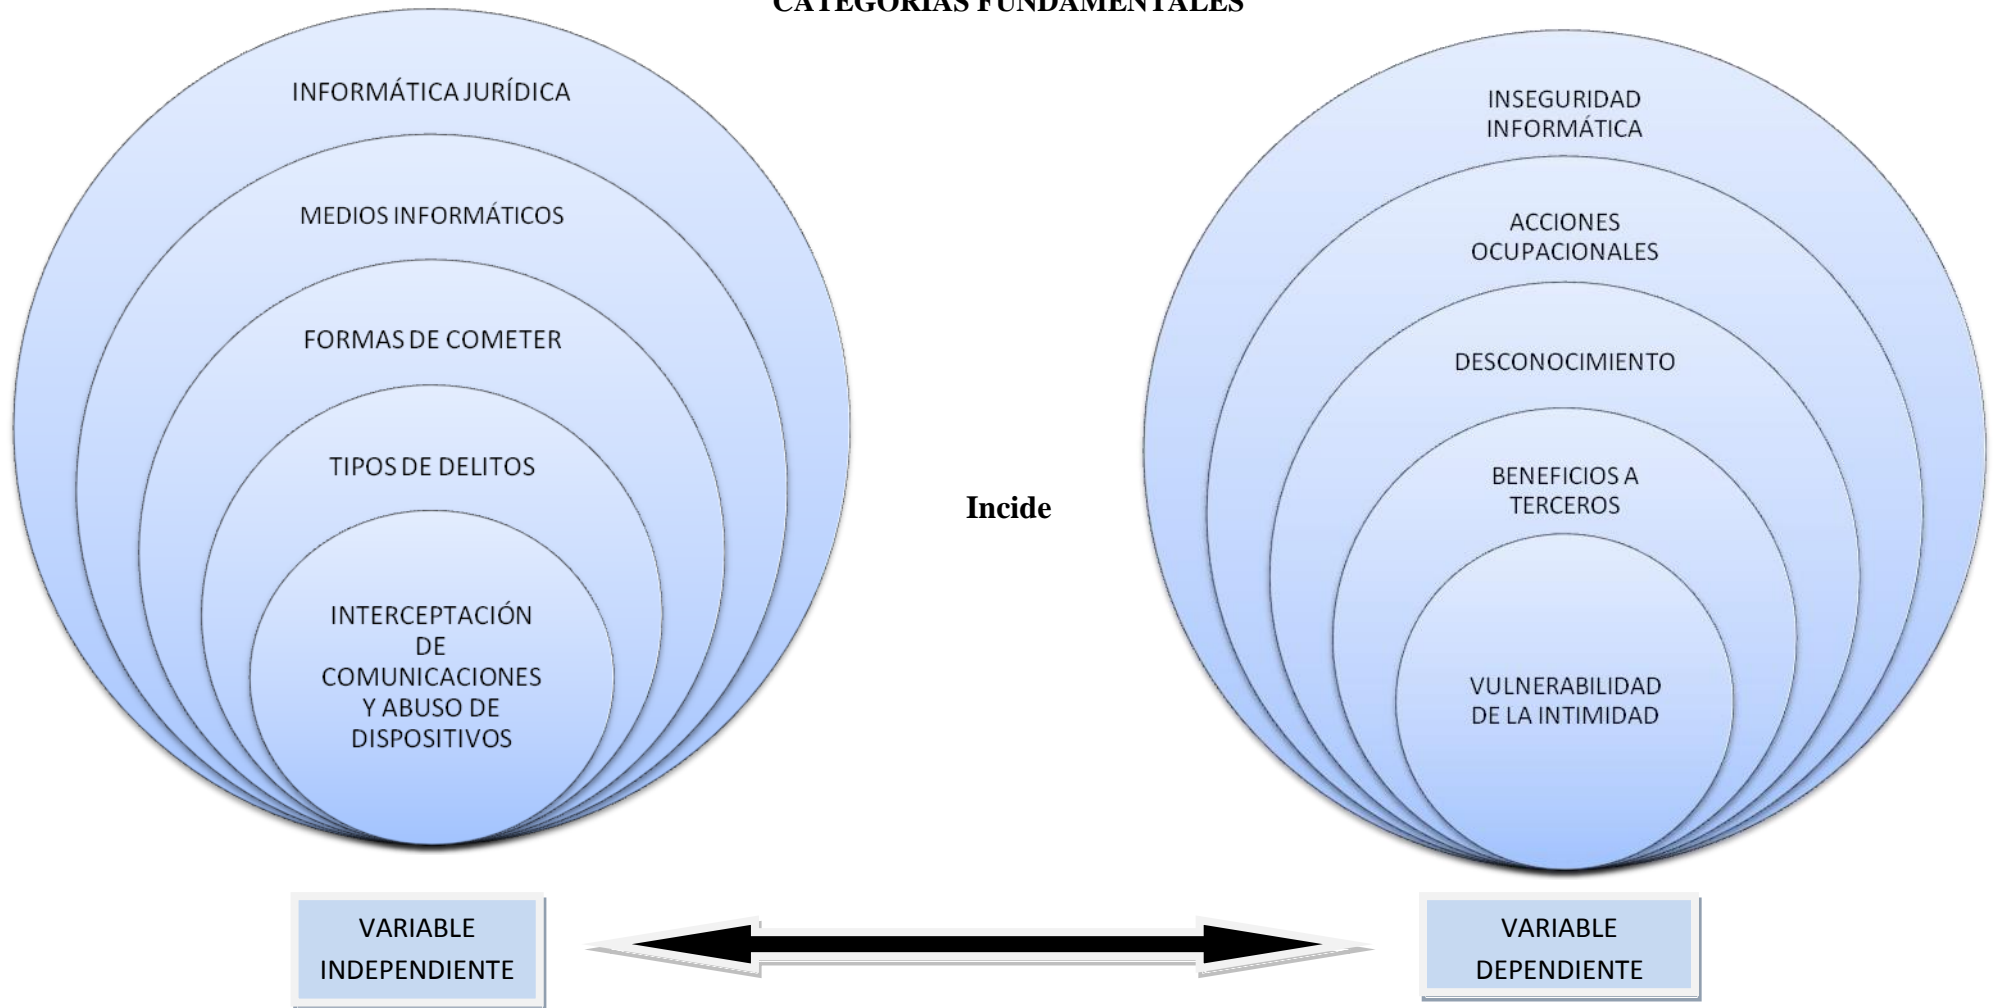 CATEGORÍAS FUNDAMENTALES
INFORMÁTICA JURÍDICA
MEDIOS INFORMÁTICOS
FORMAS DE COMETER
TIPOS DE DELITOS
INTERCEPTACIÓN
DE
COMUNICACIONES
Y ABUSO DE
DISPOSITIVOS
Incide
INSEGURIDAD
INFORMÁTICA
ACCIONES
OCUPACIONALES
DESCONOCIMIENTO
BENEFICIOS A
TERCEROS
VULNERABILIDAD
DE LA INTIMIDAD
VARIABLE
INDEPENDIENTE
VARIABLE
DEPENDIENTE